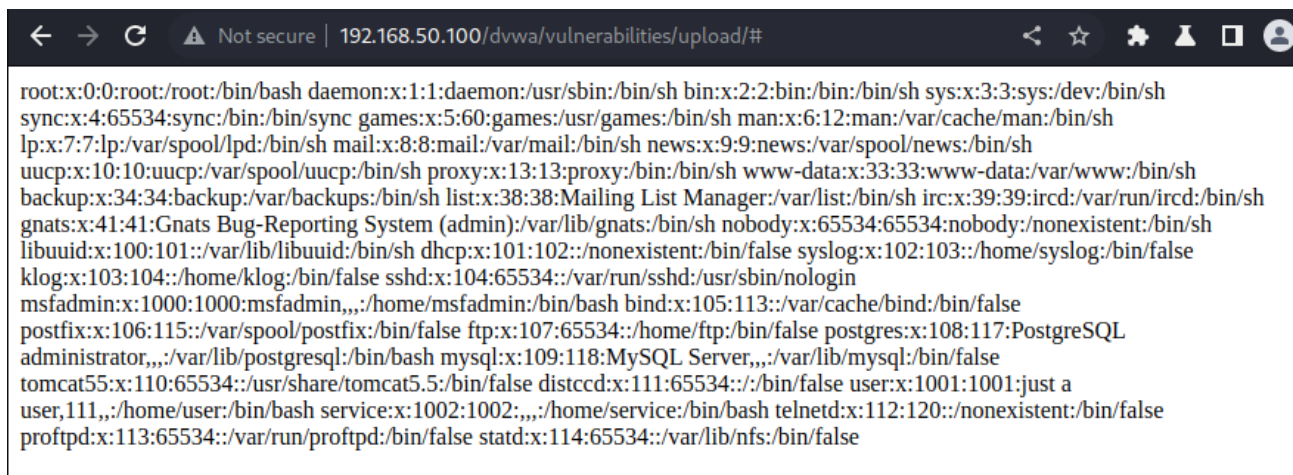 Not secure | 192.168.50.100/dvwa/vulnerabilities/upload/#
root:x:0:0:root:/root:/bin/bash daemon:x:1:1:daemon:/usr/sbin:/bin/sh bin:x:2:2:bin:/bin:/bin/sh sys:x:3:3:sys:/dev:/bin/sh
sync:x:4:65534:sync:/bin:/bin/sync games:x:5:60:games:/usr/games:/bin/sh man:x:6:12:man:/var/cache/man:/bin/sh
lp:x:7:7:lp:/var/spool/lpd:/bin/sh mail:x:8:8:mail:/var/mail:/bin/sh news:x:9:9:news:/var/spool/news:/bin/sh
uucp:x:10:10:uucp:/var/spool/uucp:/bin/sh proxy:x:13:13:proxy:/bin:/bin/sh www-data:x:33:33:www-data:/var/www:/bin/sh
backup:x:34:34:backup:/var/backups:/bin/sh list:x:38:38:Mailing List Manager:/var/list:/bin/sh irc:x:39:39:ircd:/var/run/ircd:/bin/sh
gnats:x:41:41:Gnats Bug-Reporting System (admin):/var/lib/gnats:/bin/sh nobody:x:65534:65534:nobody:/nonexistent:/bin/sh
libuuid:x:100:101::/var/lib/libuuid:/bin/sh dhcp:x:101:102::/nonexistent:/bin/false syslog:x:102:103::/home/syslog:/bin/false
klog:x:103:104::/home/klog:/bin/false sshd:x:104:65534::/var/run/sshd:/usr/sbin/nologin
msfadmin:x:1000:1000:msfadmin,,,:/home/msfadmin:/bin/bash bind:x:105:113::/var/cache/bind:/bin/false
postfix:x:106:115::/var/spool/postfix:/bin/false ftp:x:107:65534::/home/ftp:/bin/false postgres:x:108:117:PostgreSQL
administrator,,,:/var/lib/postgresql:/bin/bash mysql:x:109:118:MySQL Server,,,:/var/lib/mysql:/bin/false
tomcat55:x:110:65534::/usr/share/tomcat5.5:/bin/false distccd:x:111:65534::/:/bin/false user:x:1001:1001:just a
user,111,,:/home/user:/bin/bash service:x:1002:1002:,,,:/home/service:/bin/bash telnetd:x:112:120::/nonexistent:/bin/false
proftpd:x:113:65534::/var/run/proftpd:/bin/false statd:x:114:65534::/var/lib/nfs:/bin/false